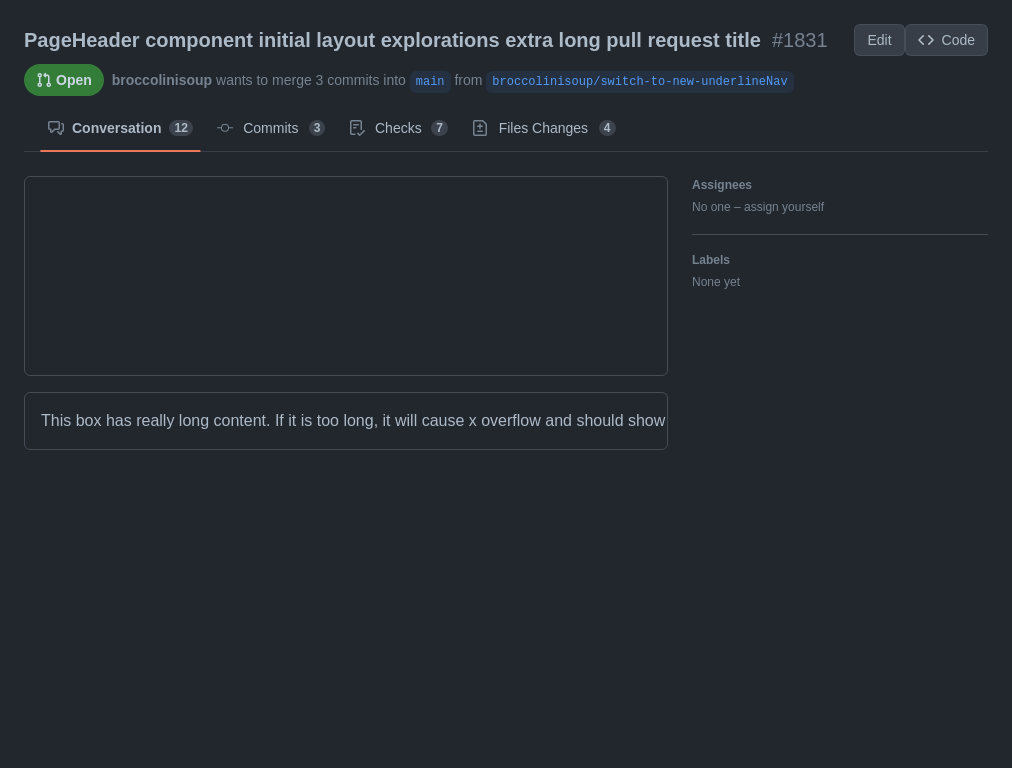 PageHeader component initial layout explorations extra long pull request title #1831
Edit
Code
Open
broccolinisoup wants to merge 3 commits into main from broccolinisoup/switch-to-new-underlineNav
Conversation 12
Commits 3
Checks 7
Files Changes 4
Assignees
No one – assign yourself
Labels
None yet
This box has really long content. If it is too long, it will cause x overflow and should show